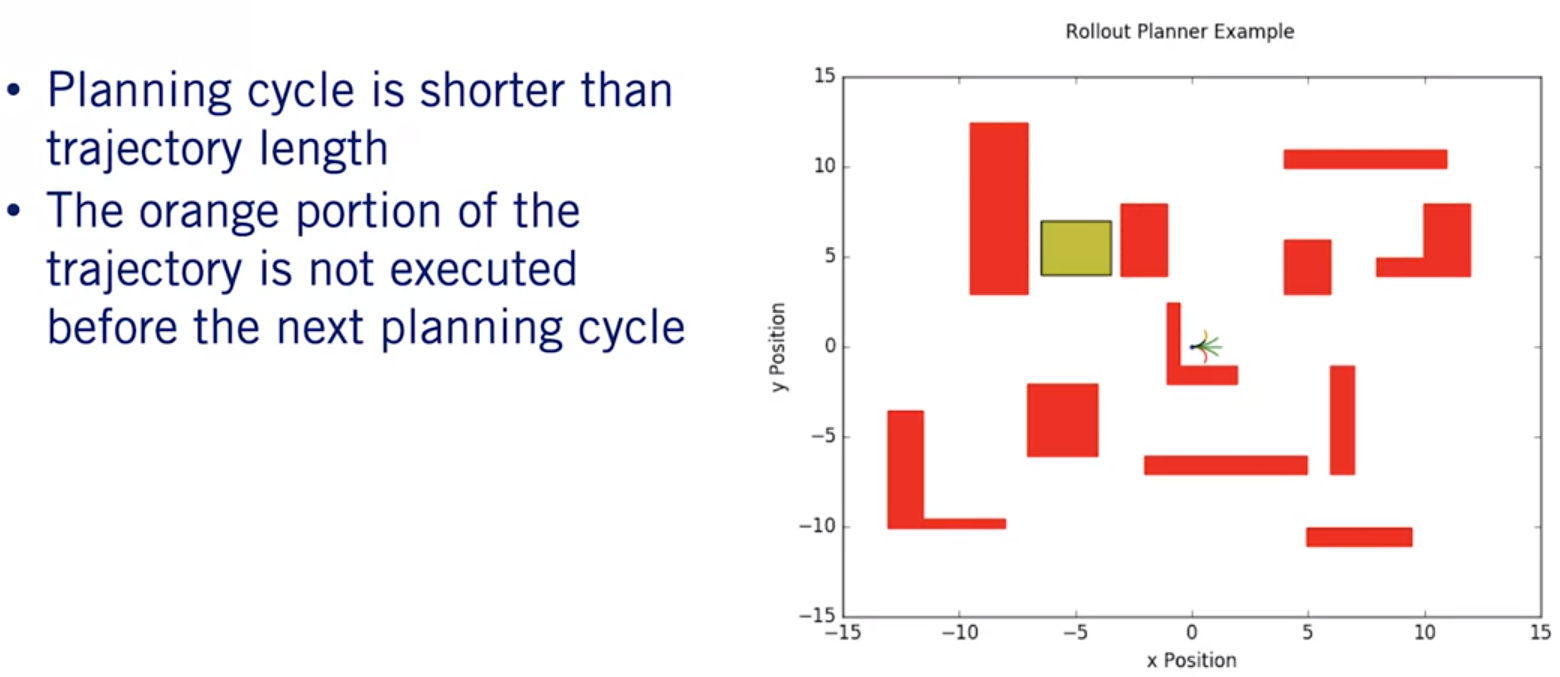 • Planning cycle is shorter than
trajectory length
• The orange portion of the
trajectory is not executed
before the next planning cycle
Rollout Planner Example
15
10
5
0
−5
−10
−15
y Position
−15 −10 −5 0 5 10 15
x Position